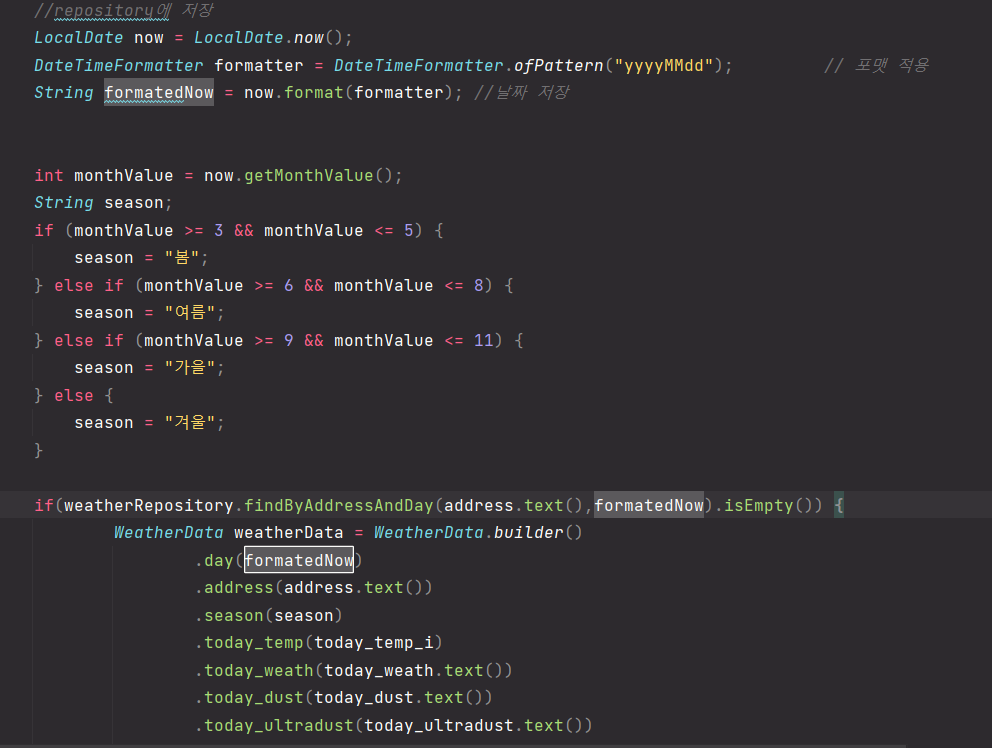 //repository에 저장
LocalDate now = LocalDate.now();
DateTimeFormatter formatter = DateTimeFormatter.ofPattern("yyyyMMdd");         // 포맷 적용
String formatedNow = now.format(formatter); //날짜 저장
int monthValue = now.getMonthValue();
String season;
if (monthValue >= 3 && monthValue <= 5) {
    season = "봄";
} else if (monthValue >= 6 && monthValue <= 8) {
    season = "여름";
} else if (monthValue >= 9 && monthValue <= 11) {
    season = "가을";
} else {
    season = "겨울";
}
if(weatherRepository.findByAddressAndDay(address.text(),formatedNow).isEmpty()) {
        WeatherData weatherData = WeatherData.builder()
                .day(formatedNow)
                .address(address.text())
                .season(season)
                .today_temp(today_temp_i)
                .today_weath(today_weath.text())
                .today_dust(today_dust.text())
                .today_ultradust(today_ultradust.text())